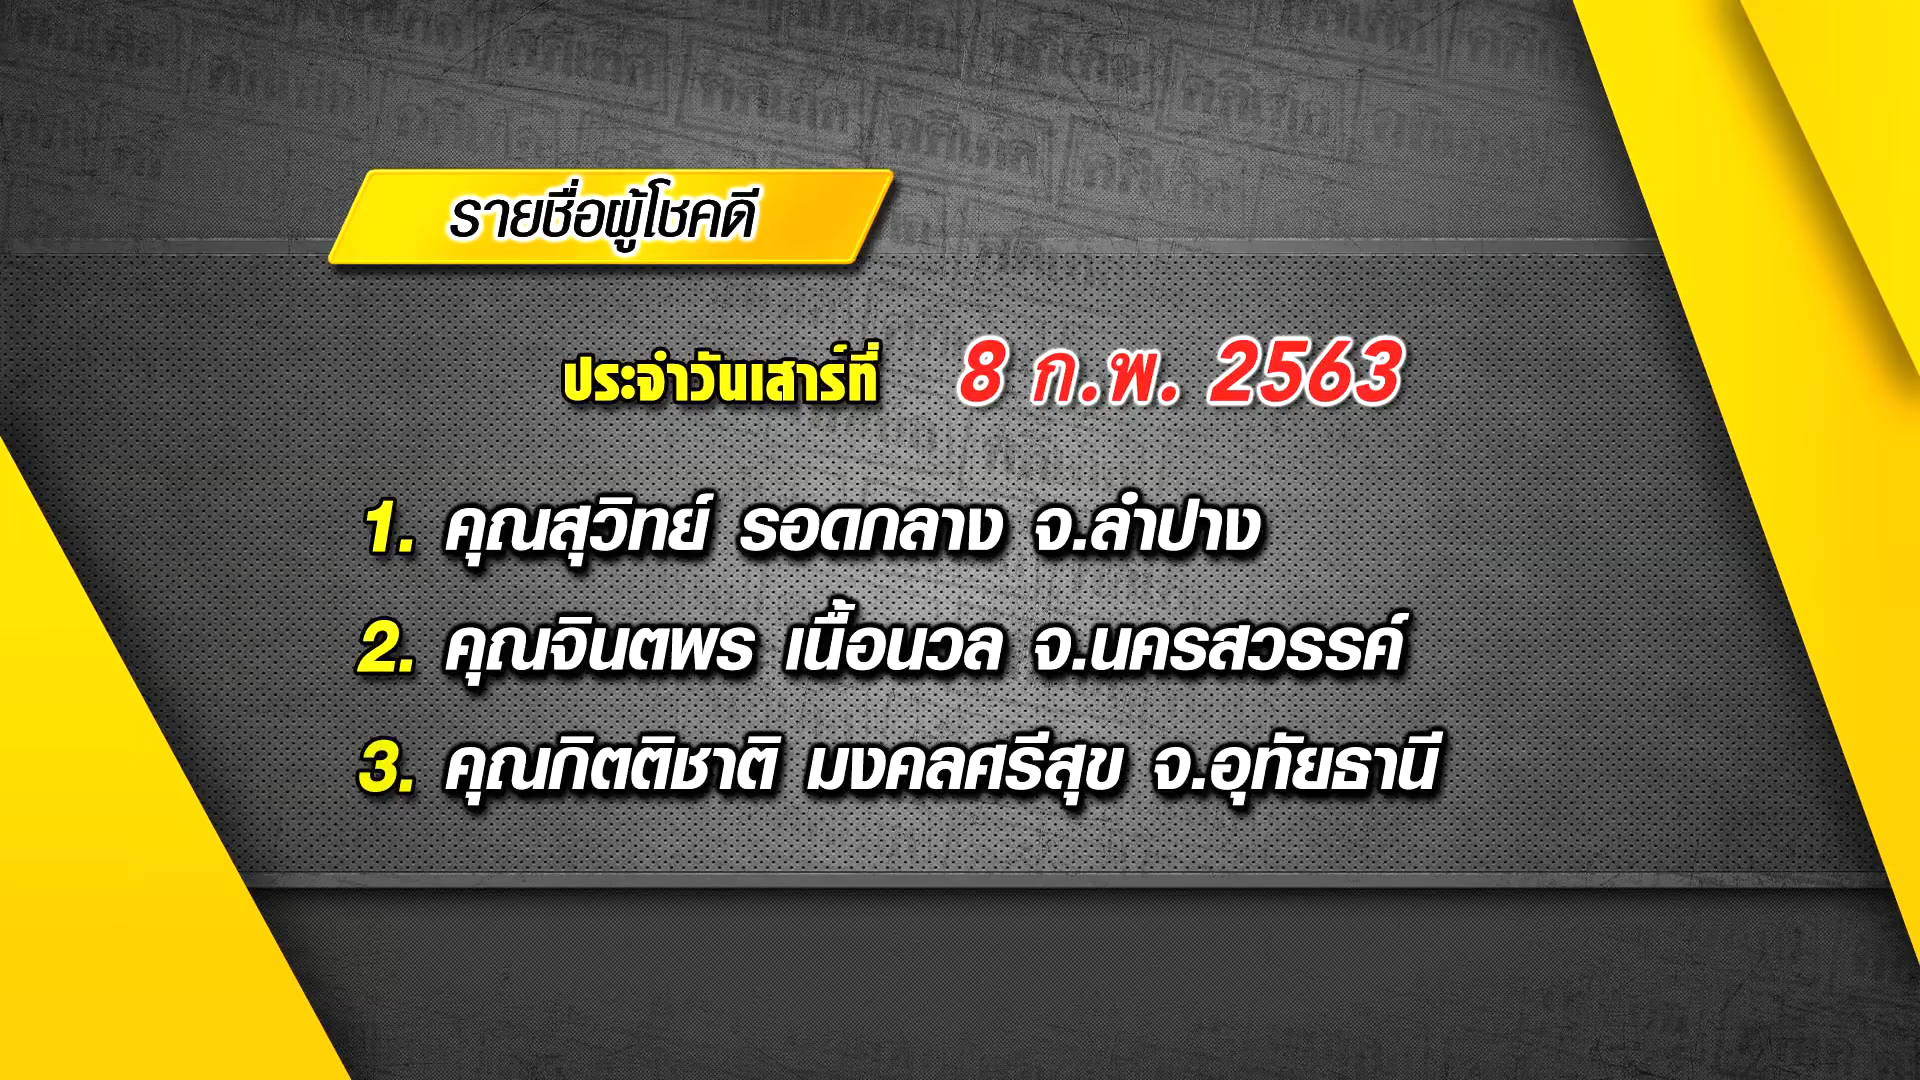 รายชื่อผู้โชคดี
ประจำวันเสาร์ที่ 8 ก.พ. 2563
1. คุณสุวิทย์ รอดกลาง จ.ลำปาง
2. คุณจินตพร เนื้อนวล จ.นครสวรรค์
3. คุณกิตติชาติ มงคลศรีสุข จ.อุทัยธานี